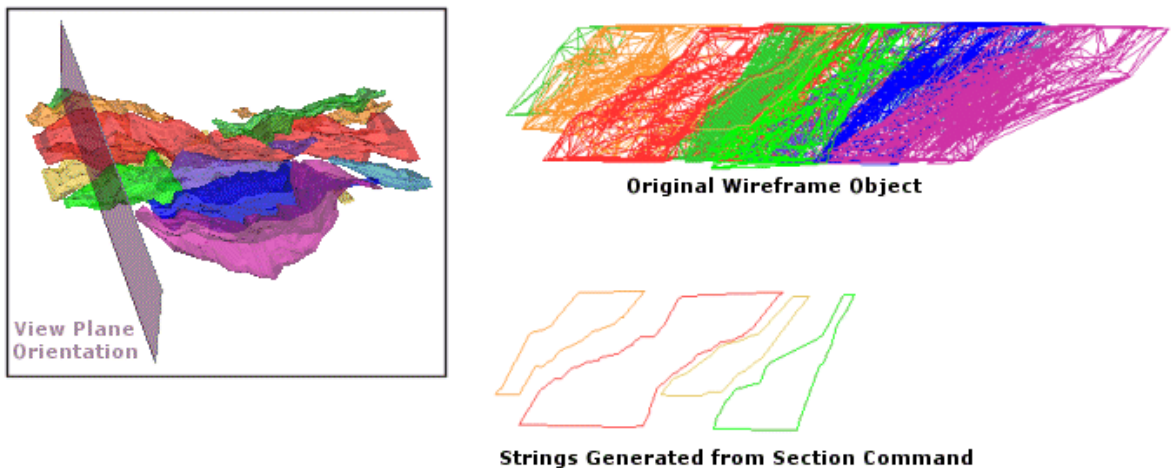 View Plane
Orientation
Original Wireframe Object
Strings Generated from Section Command